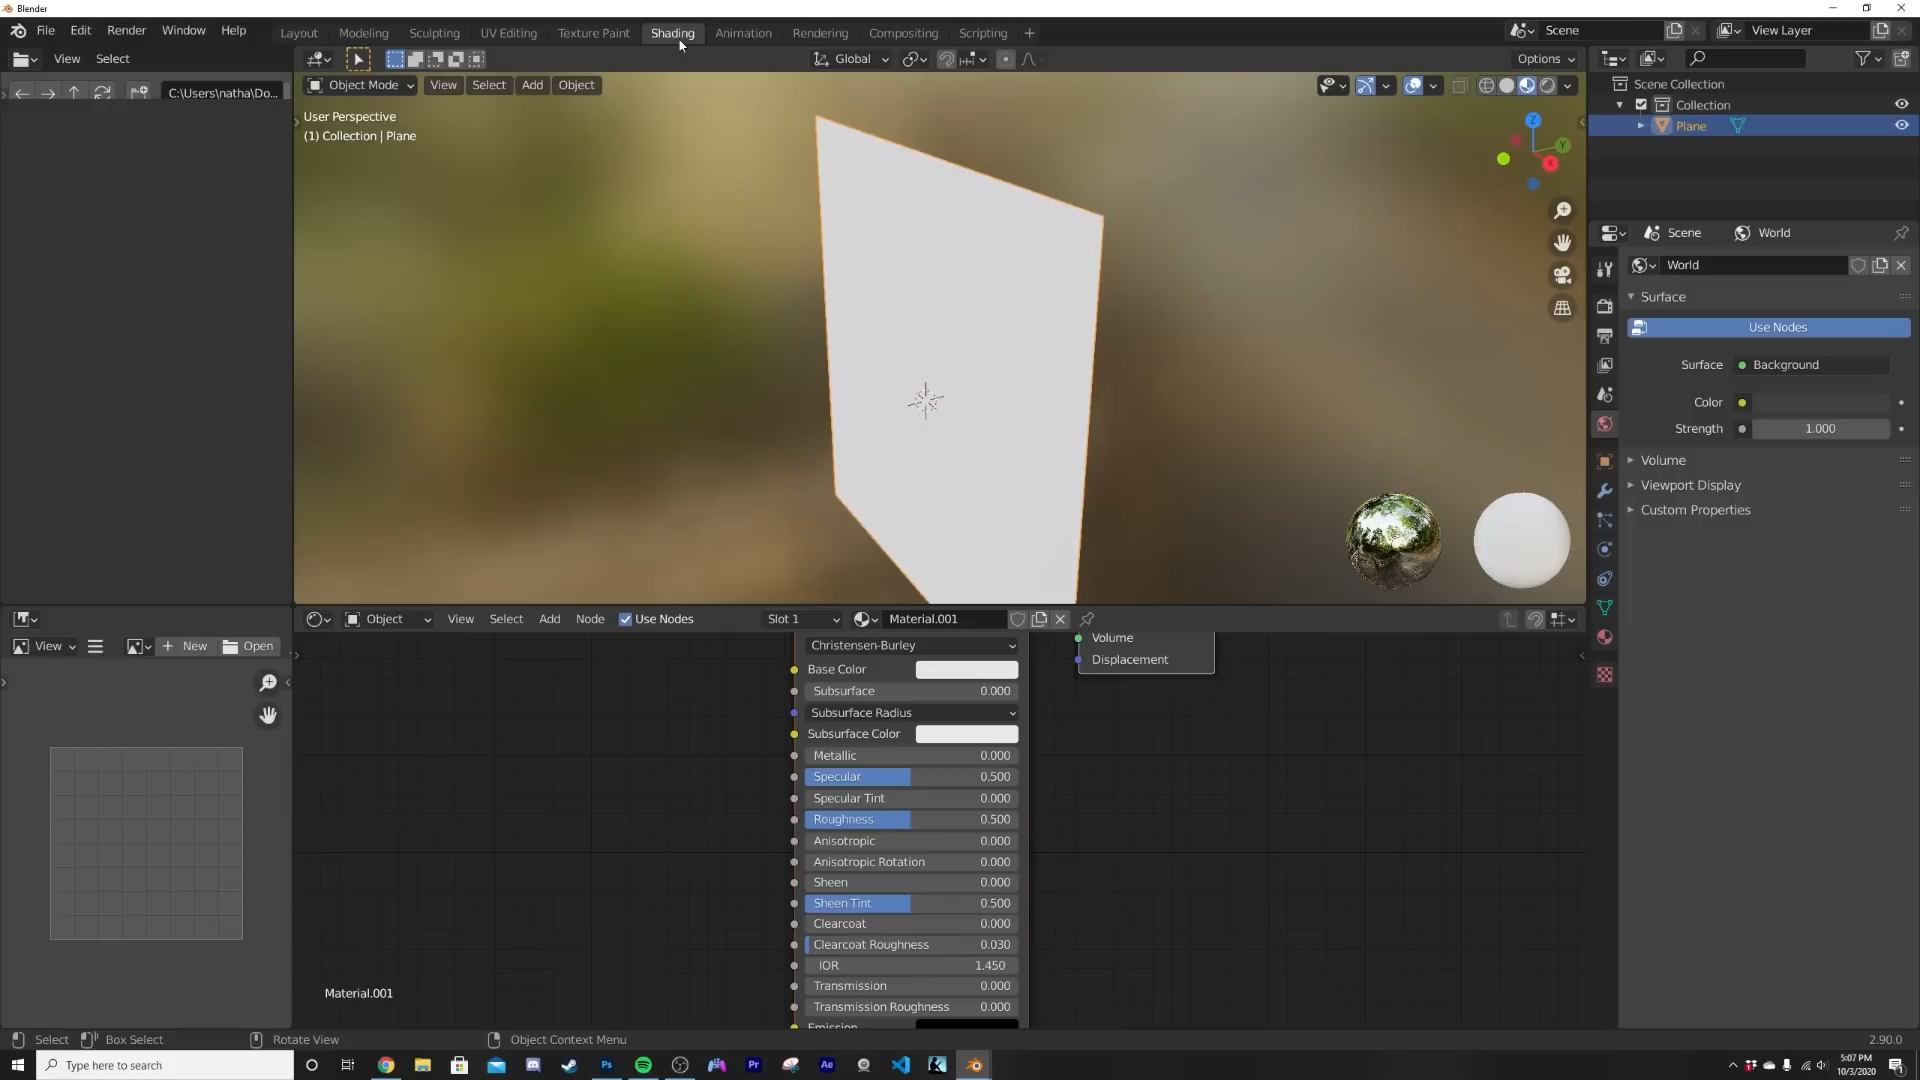 Blender
File Edit Render Window Help
Layout Modeling Sculpting UV Editing Texture Paint Shading Animation Rendering Compositing Scripting +
Scene
View Layer
View Select
Global
Options
C:\Users\natha\Do...
Object Mode View Select Add Object
User Perspective
(1) Collection | Plane
Z
Y
X
Scene Collection
Collection
Plane
Scene World
World
Surface
Use Nodes
Surface Background
Color
Strength 1.000
Volume
Viewport Display
Custom Properties
View New Open
Object View Select Add Node Use Nodes Slot 1 Material.001
Christensen-Burley
Base Color
Subsurface 0.000
Subsurface Radius
Subsurface Color
Metallic 0.000
Specular 0.500
Specular Tint 0.000
Roughness 0.500
Anisotropic 0.000
Anisotropic Rotation 0.000
Sheen 0.000
Sheen Tint 0.500
Clearcoat 0.000
Clearcoat Roughness 0.030
IOR 1.450
Transmission 0.000
Transmission Roughness 0.000
Emission
Volume
Displacement
Material.001
Select Box Select Rotate View Object Context Menu 2.90.0
Type here to search
Ps
Pr
Ae
5:07 PM
10/3/2020